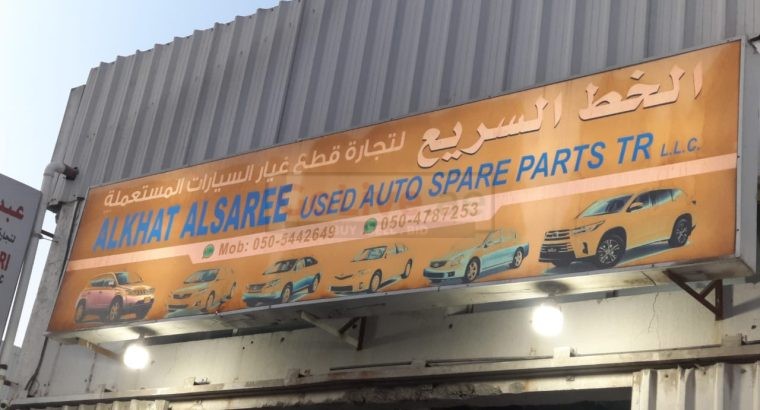 الخط السريع لتجارة قطع غيار السيارات المستعملة
ALKHAT ALSAREE USED AUTO SPARE PARTS TR L.L.C.
Mob: 050-5442649 050-4787253